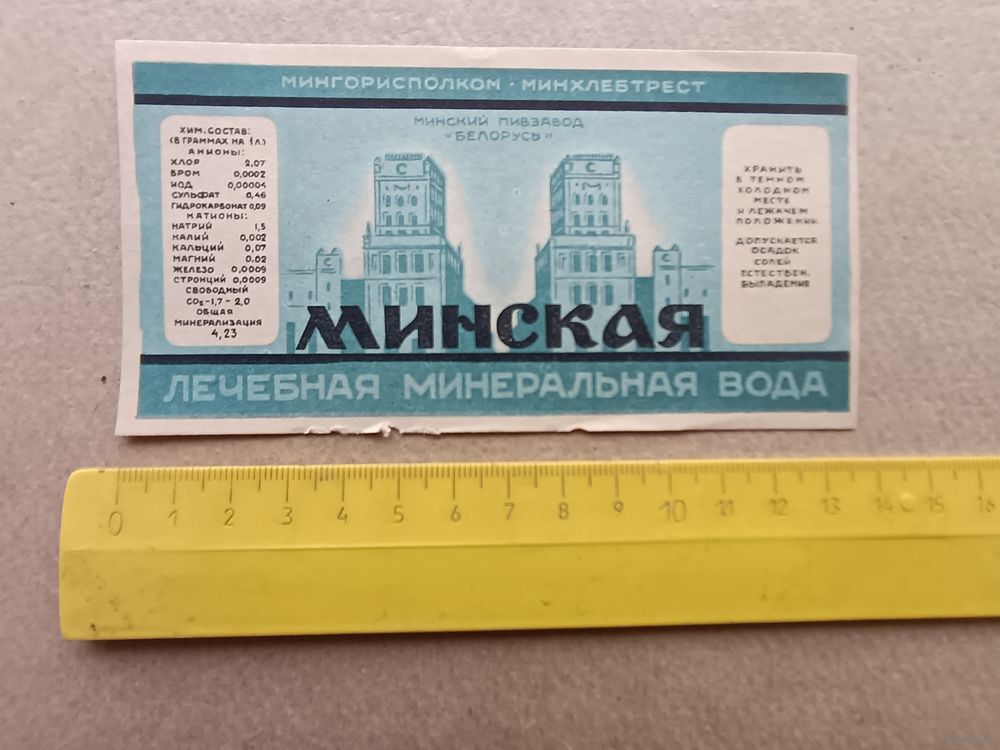 МИНГОРИСПОЛКОМ · МИНХЛЕБТРЕСТ
МИНСКИЙ ПИВЗАВОД
"БЕЛОРУСЬ"
ХИМ. СОСТАВ:
(В ГРАММАХ НА 1 Л.)
АНИОНЫ:
ХЛОР 2,07
БРОМ 0,0002
ИОД 0,00004
СУЛЬФАТ 0,46
ГИДРОКАРБОНАТ 0,09
КАТИОНЫ:
НАТРИЙ 1,5
КАЛИЙ 0,002
КАЛЬЦИЙ 0,07
МАГНИЙ 0,02
ЖЕЛЕЗО 0,0009
СТРОНЦИЙ 0,0009
СВОБОДНЫЙ
CO₂-1,7-2,0
ОБЩАЯ
МИНЕРАЛИЗАЦИЯ
4,23
С С
М М
С С
ХРАНИТЬ
В ТЕМНОМ
ХОЛОДНОМ
МЕСТЕ
И ЛЕЖАЧЕМ
ПОЛОЖЕНИИ.
ДОПУСКАЕТСЯ
ОСАДОК
СОЛЕЙ
ЕСТЕСТВЕН.
ВЫПАДЕНИЯ
МИНСКАЯ
ЛЕЧЕБНАЯ МИНЕРАЛЬНАЯ ВОДА
0 1 2 3 4 5 6 7 8 9 10 11 12 13 14 С 15 16